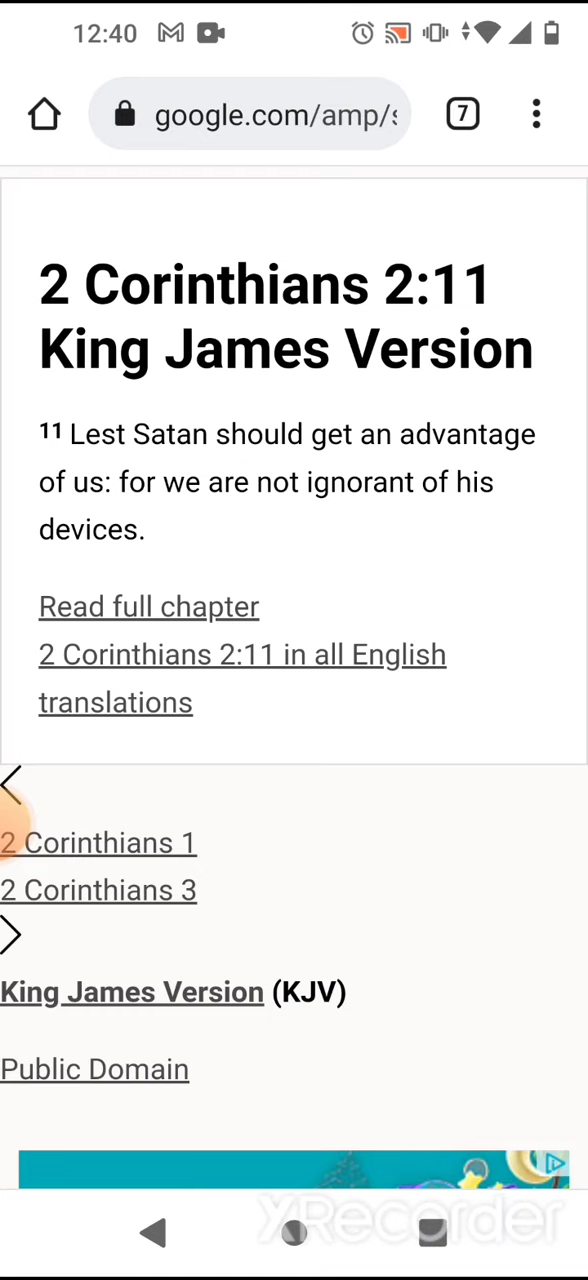 12:40
google.com/amp/s
7
2 Corinthians 2:11
King James Version
11 Lest Satan should get an advantage
of us: for we are not ignorant of his
devices.
Read full chapter
2 Corinthians 2:11 in all English
translations
2 Corinthians 1
2 Corinthians 3
King James Version (KJV)
Public Domain
XRecorder